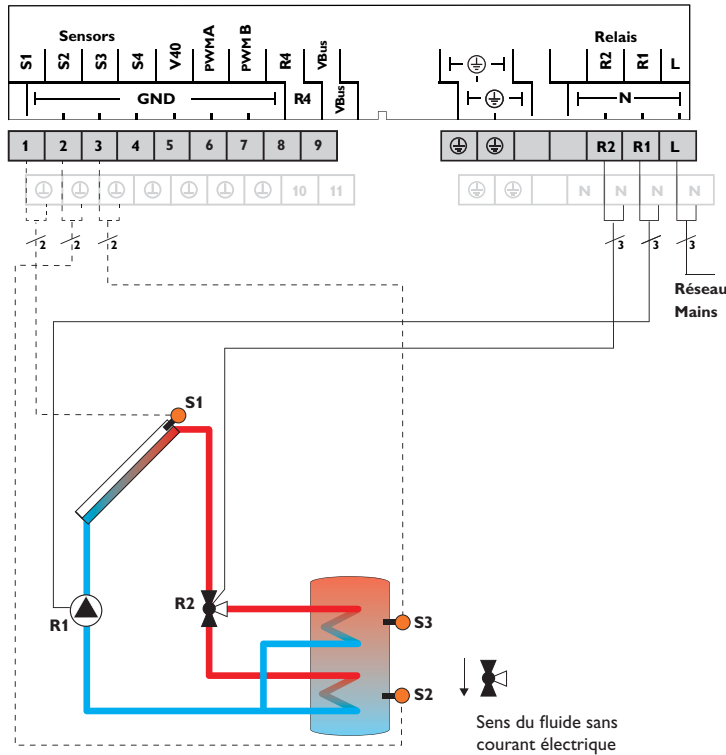 Sensors
Relais
S1 S2 S3 S4 V40 PWM A PWM B R4 VBus
R2 R1 L
GND
R4
VBus
N
1 2 3 4 5 6 7 8 9
R2 R1 L
10 11
N N N N
2 2 2
3 3 3
Réseau
Mains
S1
R2
R1
S3
S2
Sens du fluide sans
courant électrique